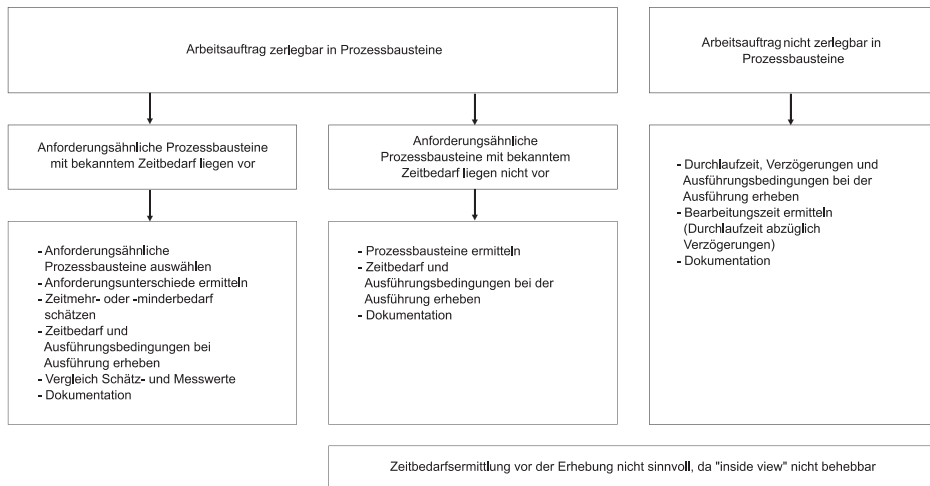 Arbeitsauftrag zerlegbar in Prozessbausteine
Arbeitsauftrag nicht zerlegbar in
Prozessbausteine
Anforderungsähnliche Prozessbausteine
mit bekanntem Zeitbedarf liegen vor
Anforderungsähnliche
Prozessbausteine mit bekanntem
Zeitbedarf liegen nicht vor
- Anforderungsähnliche
Prozessbausteine auswählen
- Anforderungsunterschiede ermitteln
- Zeitmehr- oder -minderbedarf
schätzen
- Zeitbedarf und
Ausführungsbedingungen bei
Ausführung erheben
- Vergleich Schätz- und Messwerte
- Dokumentation
- Prozessbausteine ermitteln
- Zeitbedarf und
Ausführungsbedingungen bei der
Ausführung erheben
- Dokumentation
- Durchlaufzeit, Verzögerungen und
Ausführungsbedingungen bei der
Ausführung erheben
- Bearbeitungszeit ermitteln
(Durchlaufzeit abzüglich
Verzögerungen)
- Dokumentation
Zeitbedarfsermittlung vor der Erhebung nicht sinnvoll, da "inside view" nicht behebbar